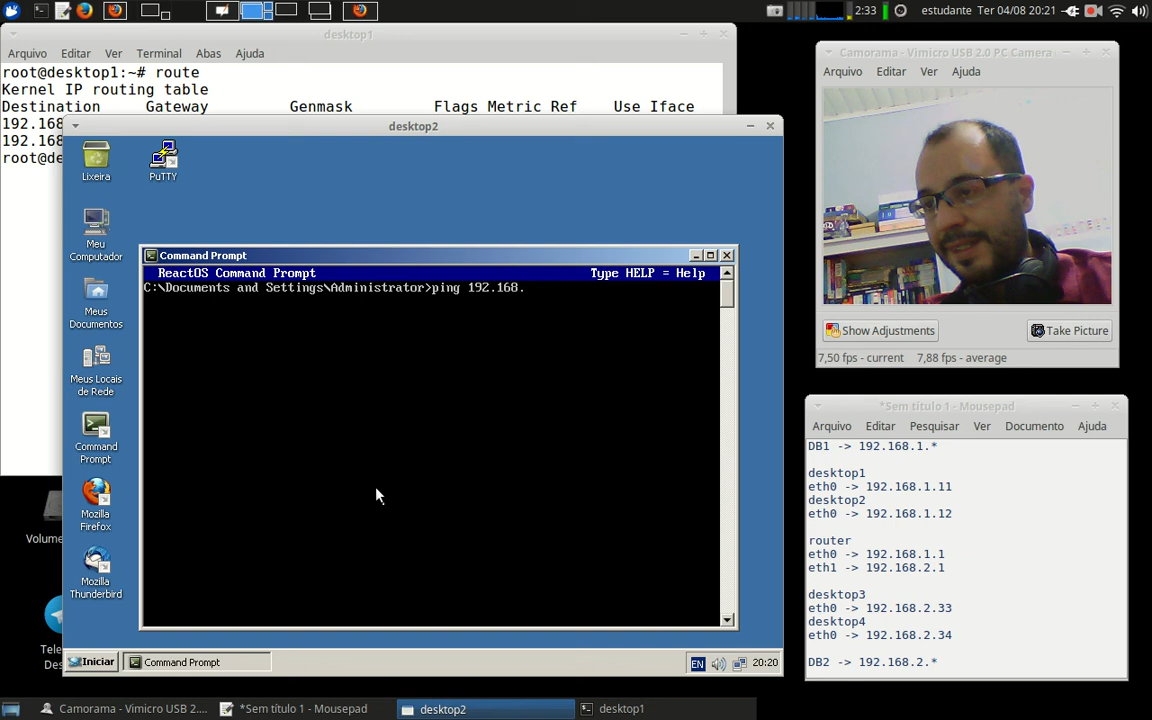 2:33 estudante Ter 04/08 20:21
desktop1
Arquivo Editar Ver Terminal Abas Ajuda
root@desktop1:~# route
Kernel IP routing table
Destination Gateway Genmask Flags Metric Ref Use Iface
192.168
192.168
root@de
desktop2
Lixeira
PuTTY
Meu
Computador
Meus
Documentos
Meus Locais
de Rede
Command
Prompt
Mozilla
Firefox
Mozilla
Thunderbird
Command Prompt
ReactOS Command Prompt Type HELP = Help
C:\Documents and Settings\Administrator>ping 192.168.
Iniciar Command Prompt EN 20:20
Volume
Tele
Des
Camorama - Vimicro USB 2.0 PC Camera
Arquivo Editar Ver Ajuda
Show Adjustments Take Picture
7,50 fps - current 7,88 fps - average
*Sem título 1 - Mousepad
Arquivo Editar Pesquisar Ver Documento Ajuda
DB1 -> 192.168.1.*
desktop1
eth0 -> 192.168.1.11
desktop2
eth0 -> 192.168.1.12
router
eth0 -> 192.168.1.1
eth1 -> 192.168.2.1
desktop3
eth0 -> 192.168.2.33
desktop4
eth0 -> 192.168.2.34
DB2 -> 192.168.2.*
Camorama - Vimicro USB 2.... *Sem título 1 - Mousepad desktop2 desktop1